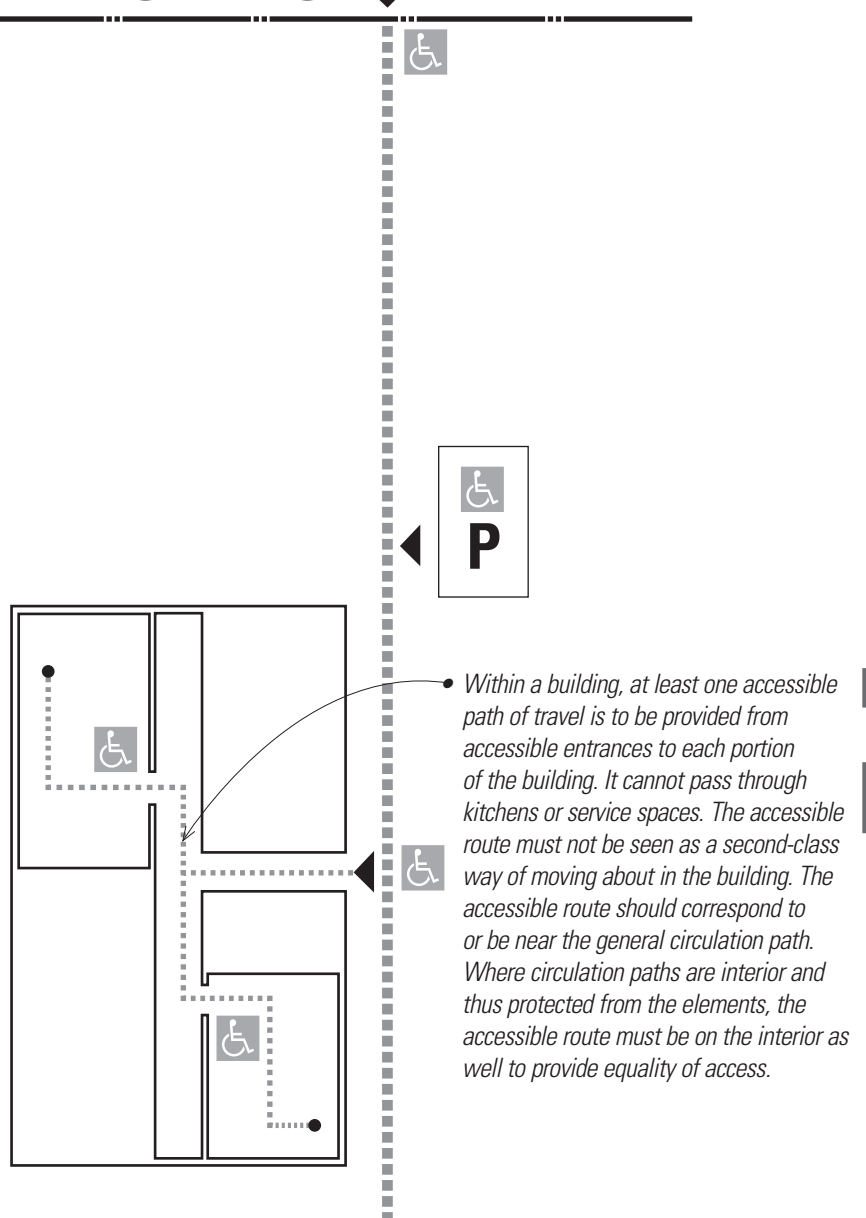 P
Within a building, at least one accessible
path of travel is to be provided from
accessible entrances to each portion
of the building. It cannot pass through
kitchens or service spaces. The accessible
route must not be seen as a second-class
way of moving about in the building. The
accessible route should correspond to
or be near the general circulation path.
Where circulation paths are interior and
thus protected from the elements, the
accessible route must be on the interior as
well to provide equality of access.